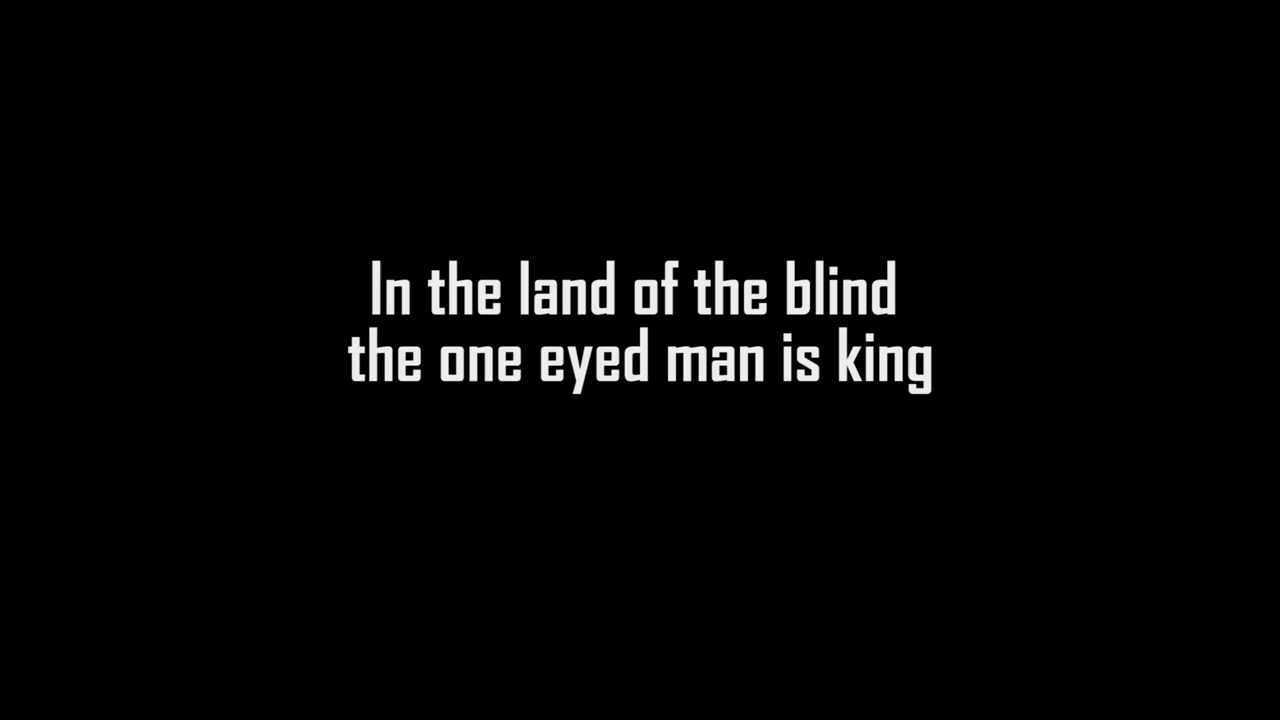 In the land of the blind
the one eyed man is king